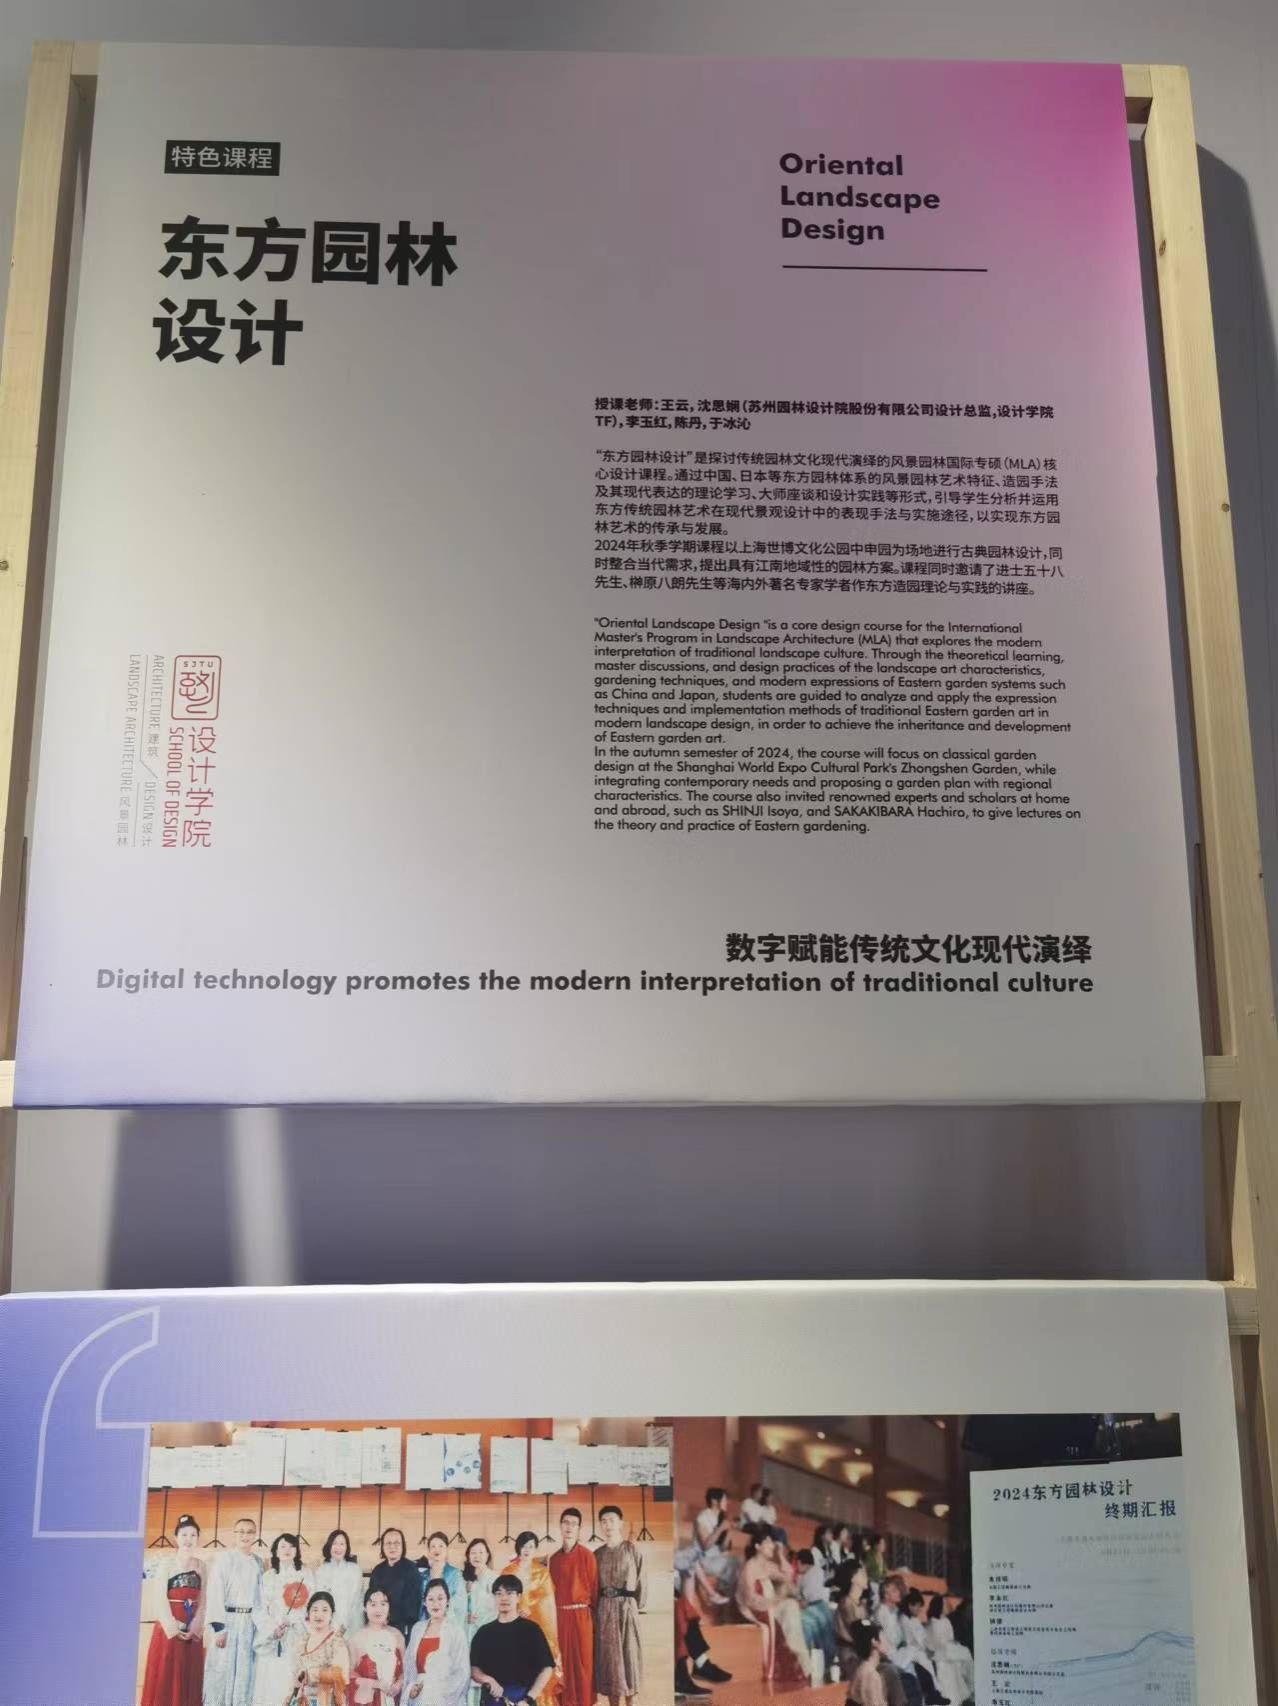 特色课程
东方园林
设计
Oriental
Landscape
Design
授课老师：王云，沈思娴（苏州园林设计院股份有限公司设计总监，设计学院
TF），李玉红，陈丹，于冰沁
“东方园林设计”是探讨传统园林文化现代演绎的风景园林国际专硕（MLA）核
心设计课程。通过中国、日本等东方园林体系的风景园林艺术特征、造园手法
及其现代表达的理论学习、大师座谈和设计实践等形式，引导学生分析并运用
东方传统园林艺术在现代景观设计中的表现手法与实施途径，以实现东方园
林艺术的传承与发展。
2024年秋季学期课程以上海世博文化公园中申园为场地进行古典园林设计，同
时整合当代需求，提出具有江南地域性的园林方案。课程同时邀请了进士五十八
先生、榊原八朗先生等海内外著名专家学者作东方造园理论与实践的讲座。
"Oriental Landscape Design "is a core design course for the International
Master's Program in Landscape Architecture (MLA) that explores the modern
interpretation of traditional landscape culture. Through the theoretical learning,
master discussions, and design practices of the landscape art characteristics,
gardening techniques, and modern expressions of Eastern garden systems such
as China and Japan, students are guided to analyze and apply the expression
techniques and implementation methods of traditional Eastern garden art in
modern landscape design, in order to achieve the inheritance and development
of Eastern garden art.
In the autumn semester of 2024, the course will focus on classical garden
design at the Shanghai World Expo Cultural Park's Zhongshen Garden, while
integrating contemporary needs and proposing a garden plan with regional
characteristics. The course also invited renowned experts and scholars at home
and abroad, such as SHINJI Isoya, and SAKAKIBARA Hachiro, to give lectures on
the theory and practice of Eastern gardening.
SJTU
设计学院
SCHOOL OF DESIGN
ARCHITECTURE 建筑 / DESIGN 设计
LANDSCAPE ARCHITECTURE 风景园林
数字赋能传统文化现代演绎
Digital technology promotes the modern interpretation of traditional culture
2024东方园林设计
终期汇报